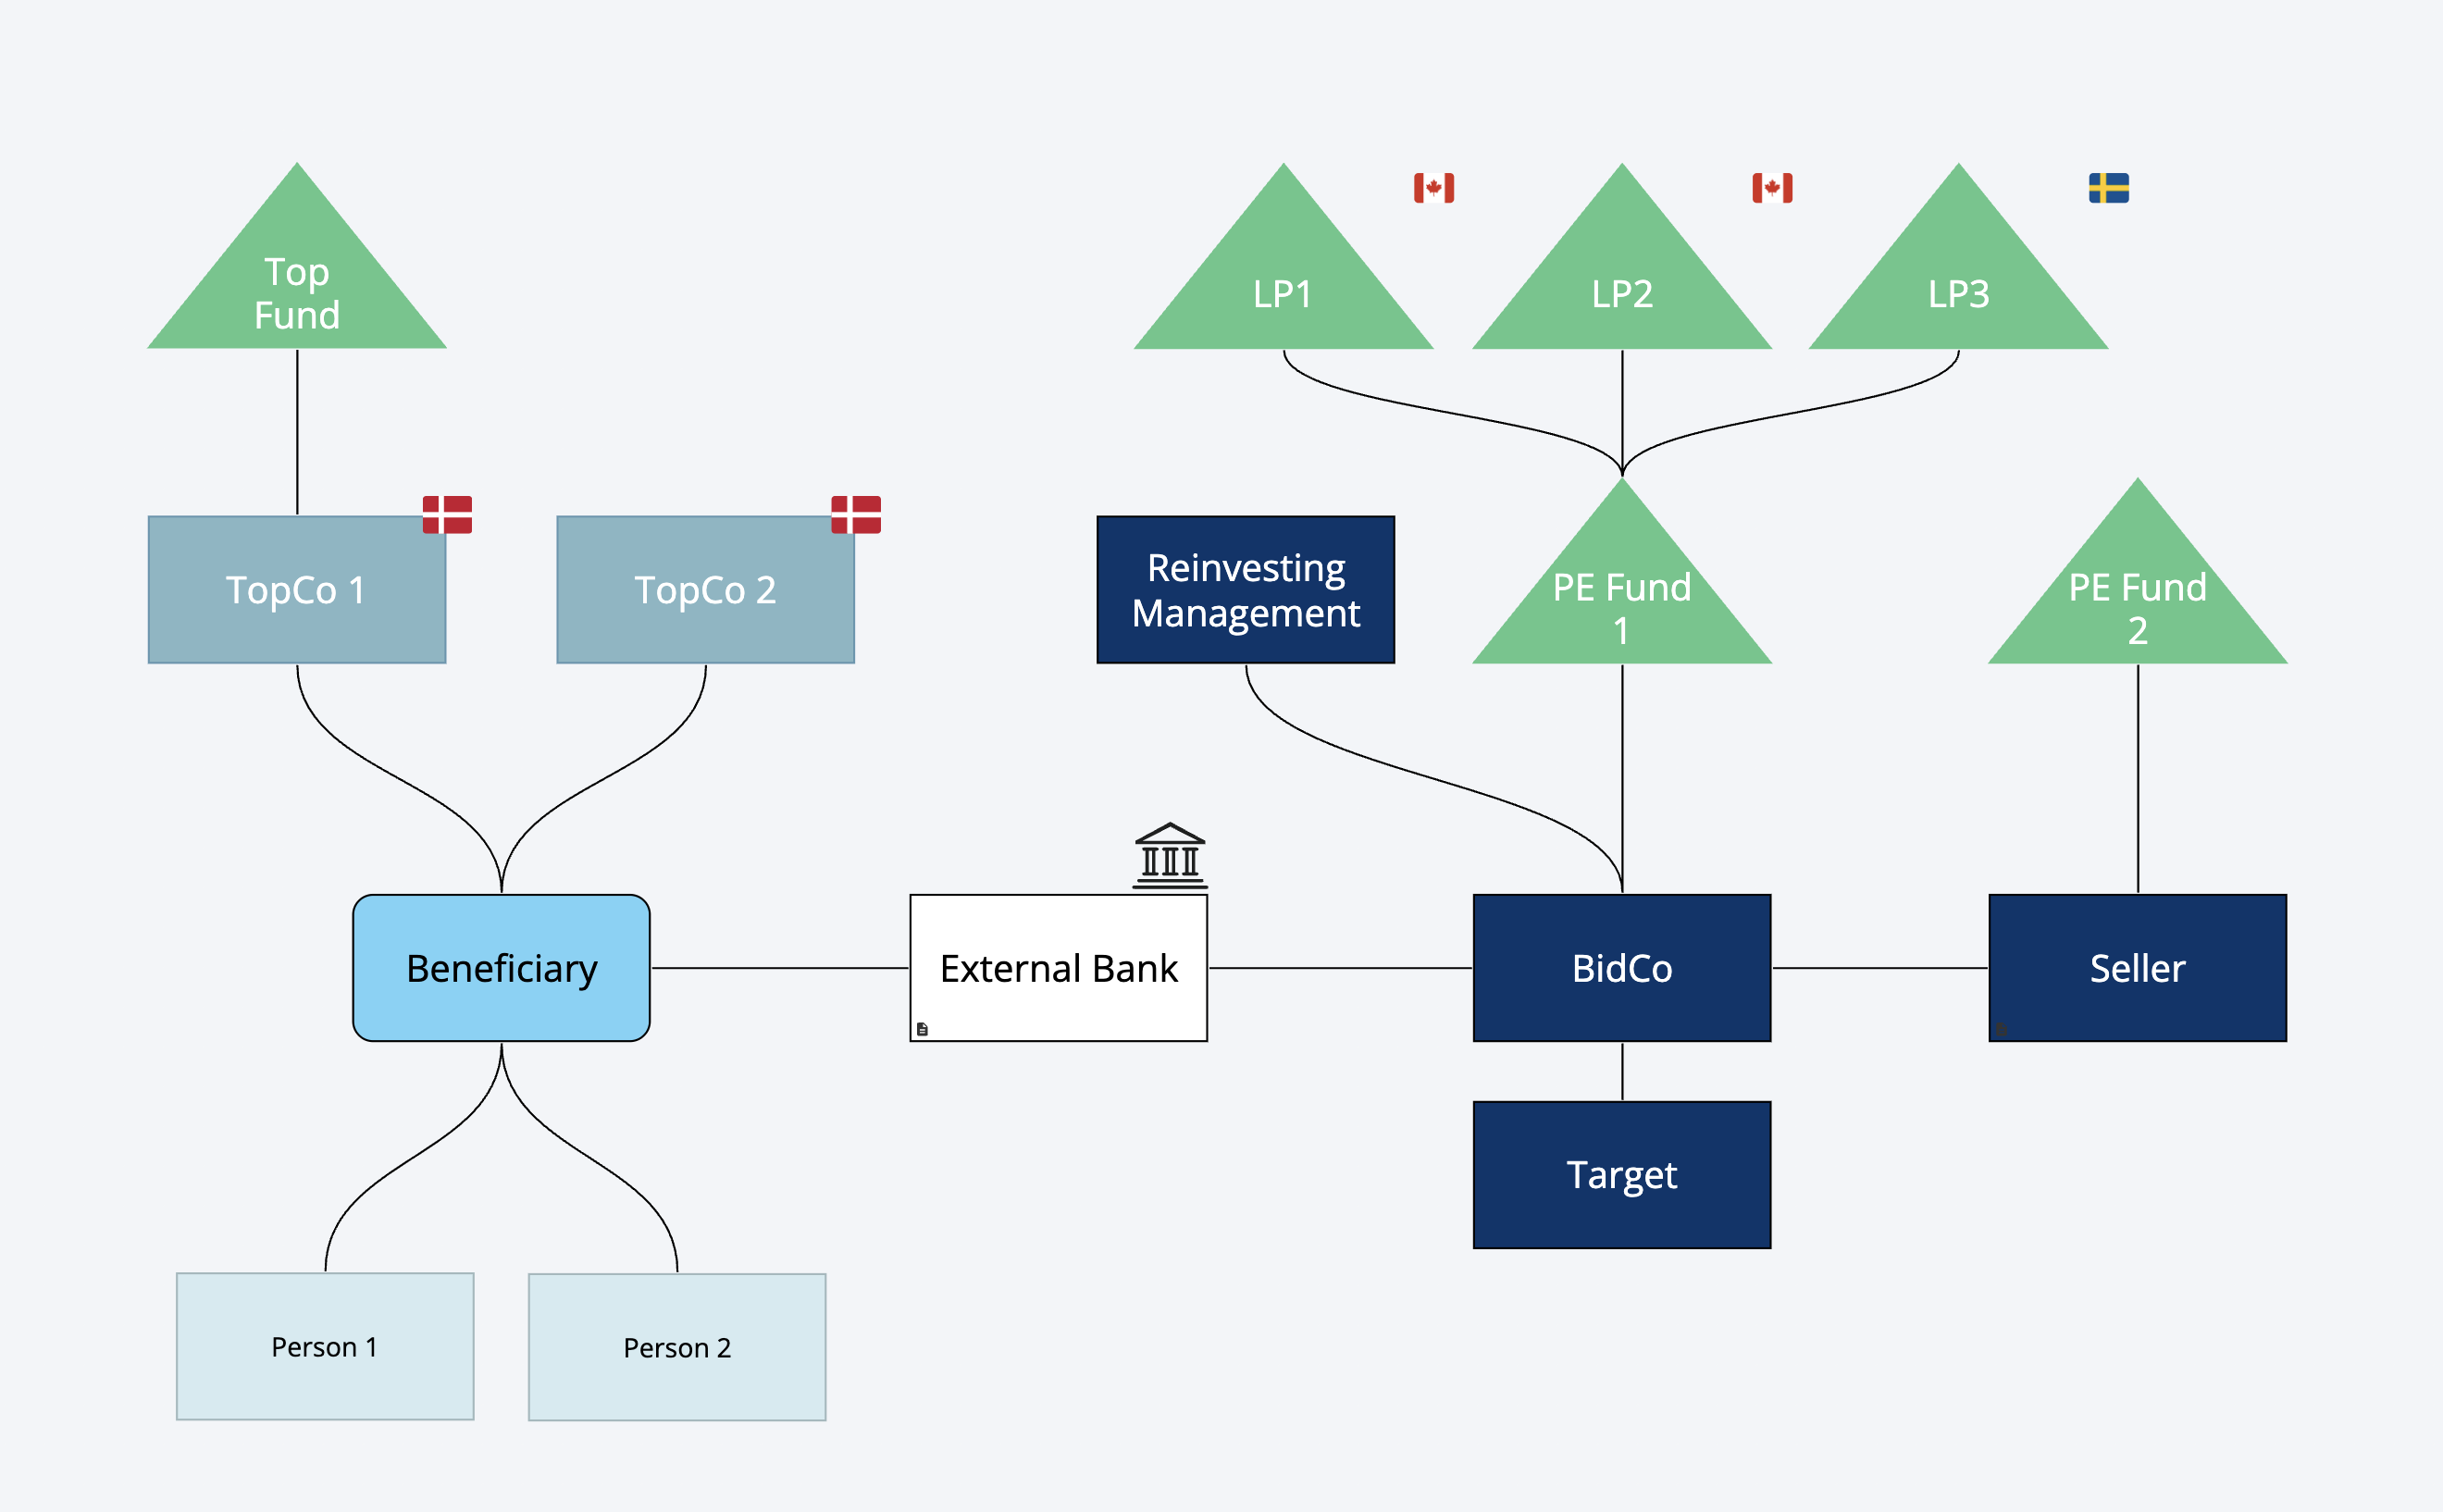 Top
Fund
LP1
LP2
LP3
TopCo 1
TopCo 2
Reinvesting
Management
PE Fund
1
PE Fund
2
Beneficiary
External Bank
BidCo
Seller
Target
Person 1
Person 2